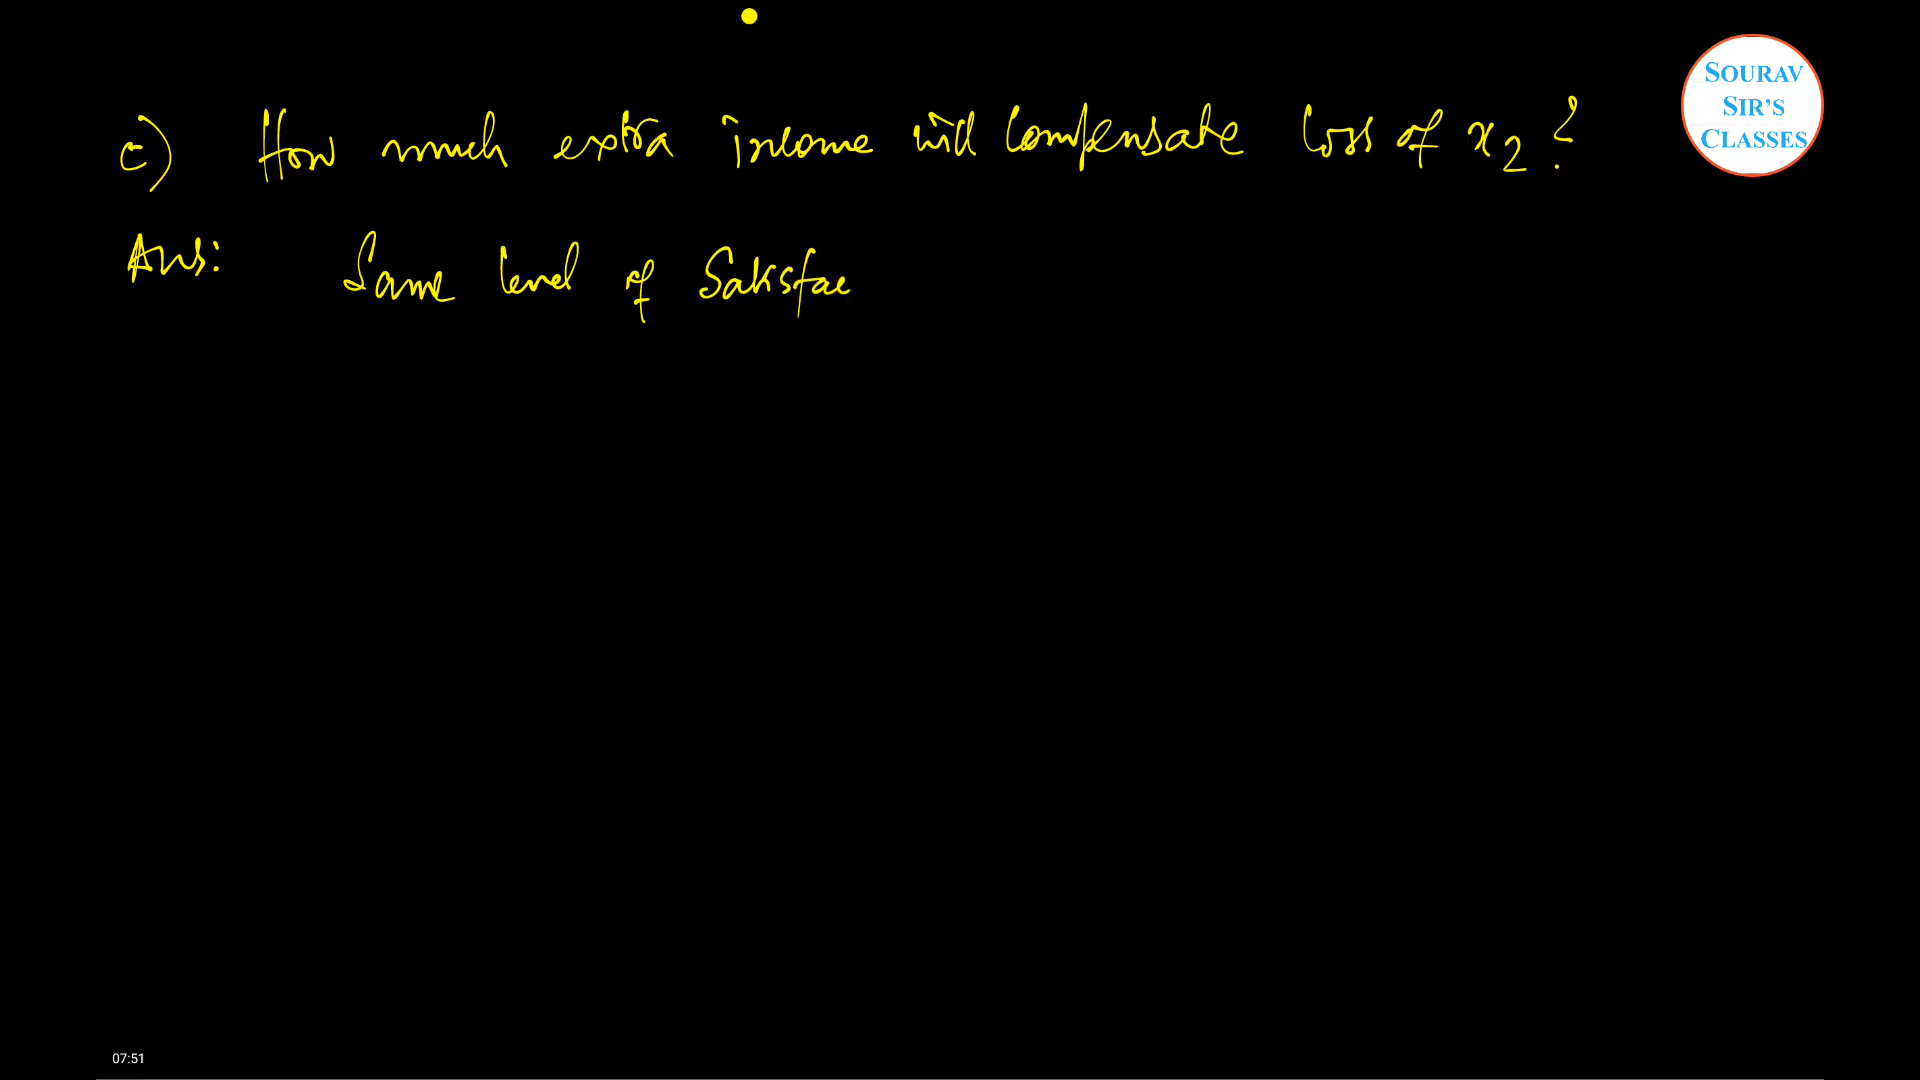 SOURAV
SIR'S
CLASSES
c) How much extra income will compensate loss of x2?
Ans: Same level of Satisfac
07:51